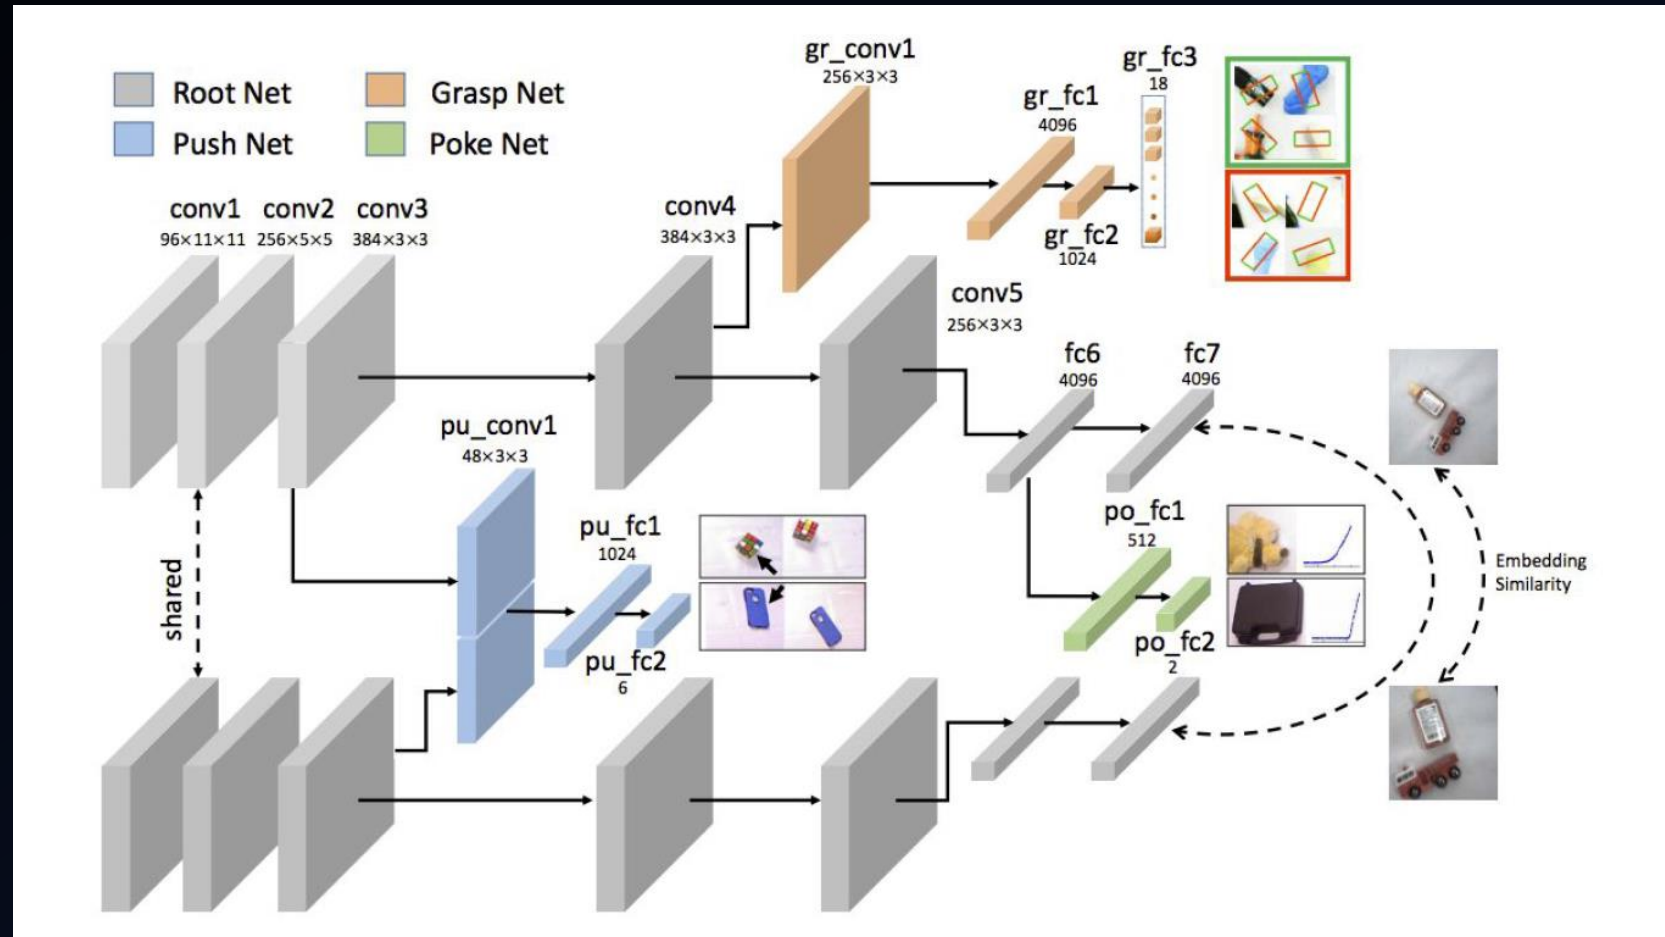 Root Net
Grasp Net
Push Net
Poke Net
gr_conv1
256×3×3
gr_fc3
18
gr_fc1
4096
gr_fc2
1024
conv1
96×11×11
conv2
256×5×5
conv3
384×3×3
conv4
384×3×3
conv5
256×3×3
fc6
4096
fc7
4096
pu_conv1
48×3×3
pu_fc1
1024
pu_fc2
6
po_fc1
512
po_fc2
2
shared
Embedding
Similarity